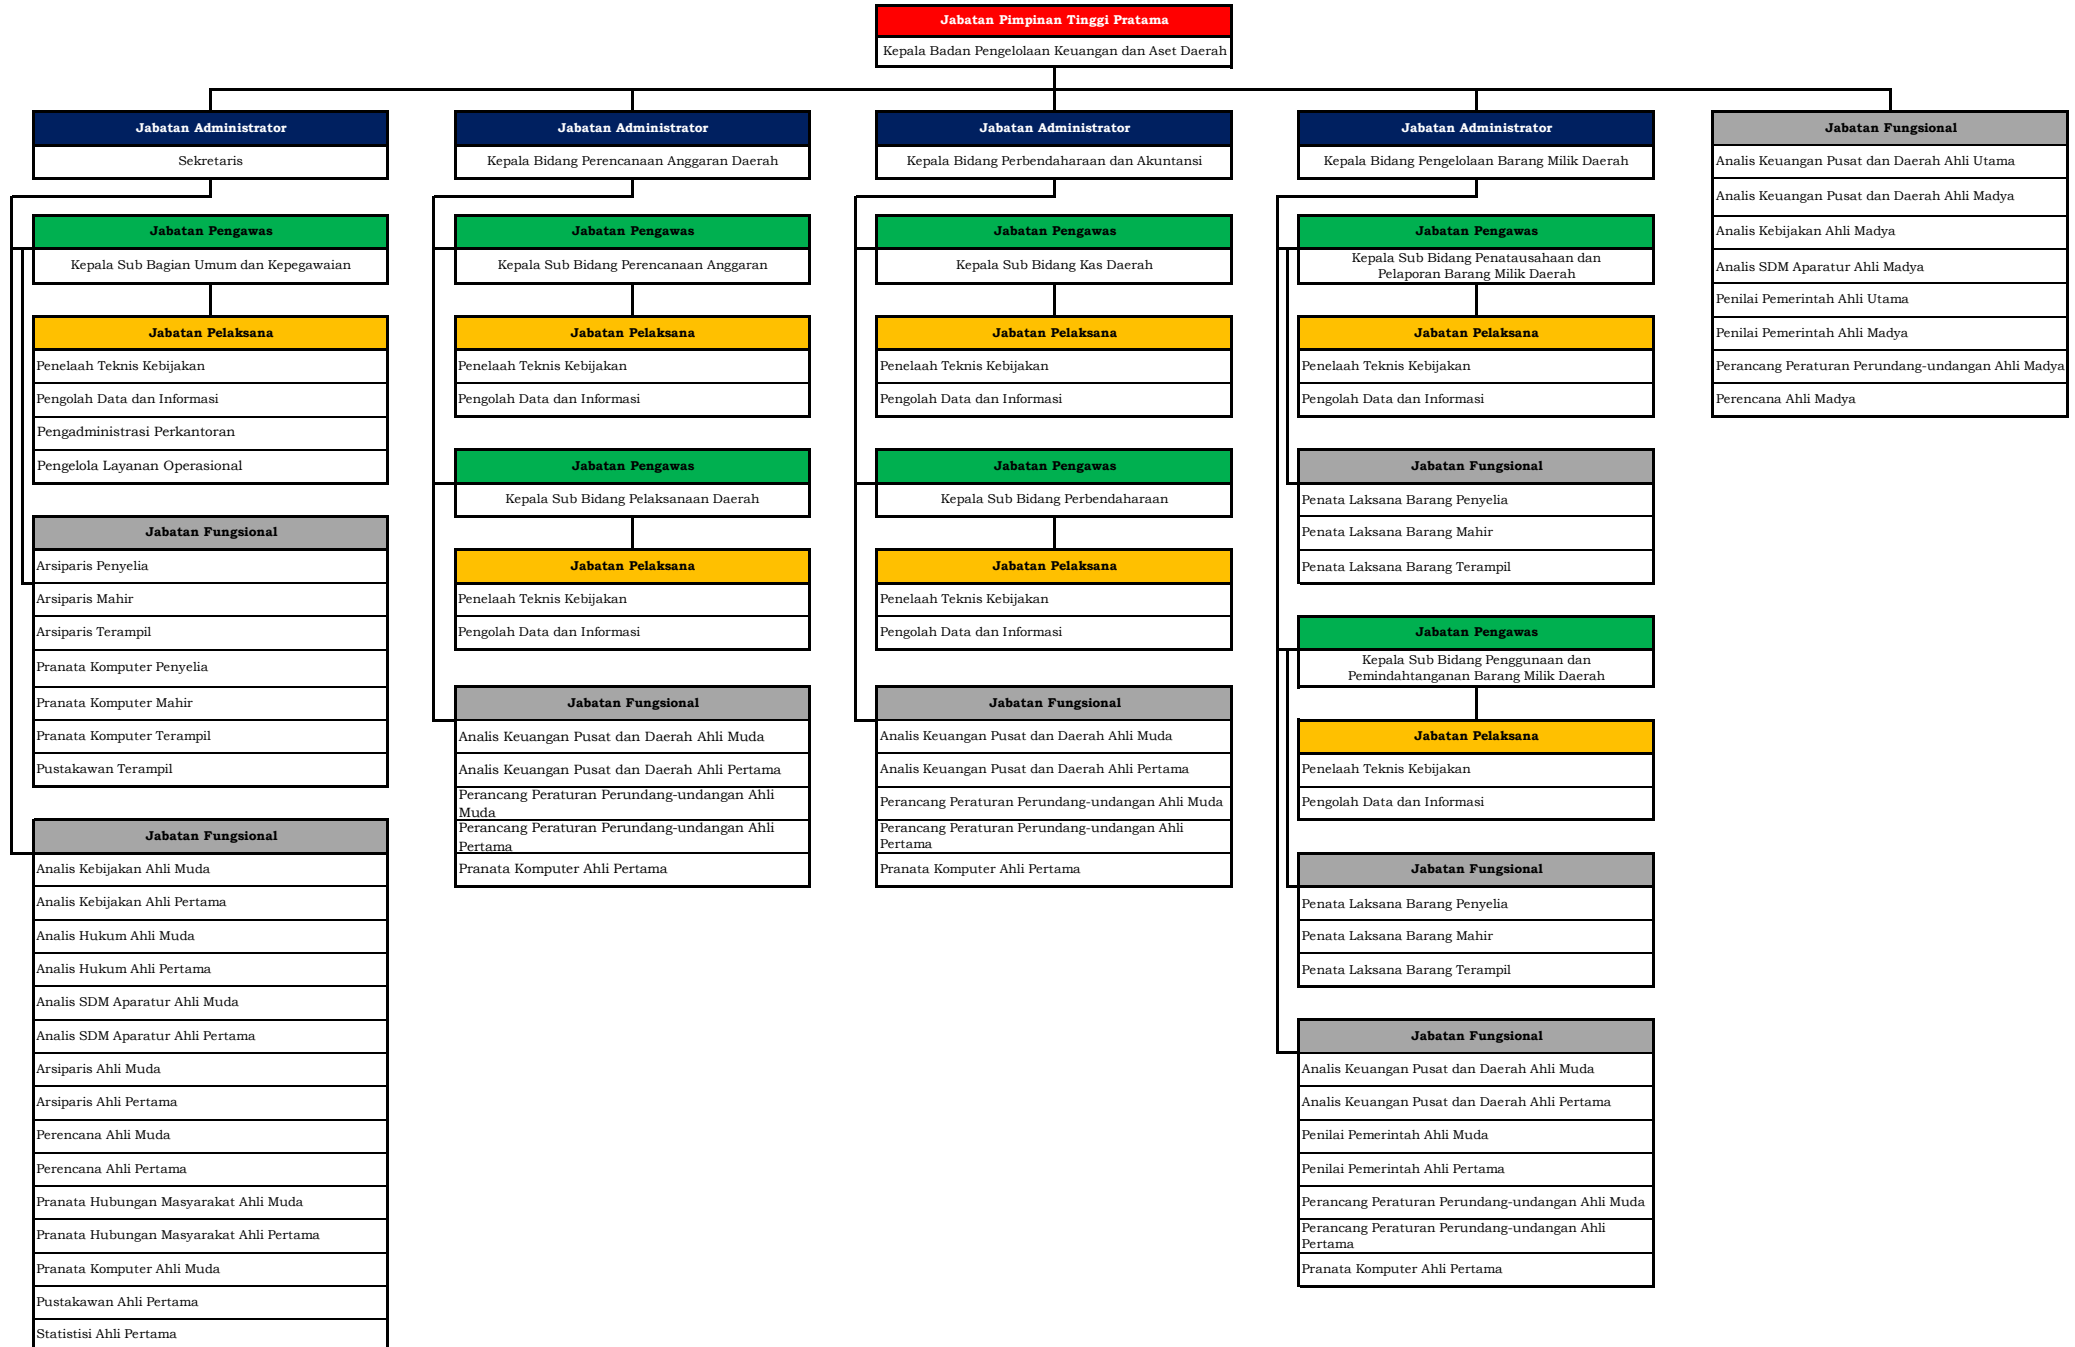 Jabatan Pimpinan Tinggi Pratama
Kepala Badan Pengelolaan Keuangan dan Aset Daerah
Jabatan Administrator
Sekretaris
Jabatan Pengawas
Kepala Sub Bagian Umum dan Kepegawaian
Jabatan Pelaksana
Penelaah Teknis Kebijakan
Pengolah Data dan Informasi
Pengadministrasi Perkantoran
Pengelola Layanan Operasional
Jabatan Fungsional
Arsiparis Penyelia
Arsiparis Mahir
Arsiparis Terampil
Pranata Komputer Penyelia
Pranata Komputer Mahir
Pranata Komputer Terampil
Pustakawan Terampil
Jabatan Fungsional
Analis Kebijakan Ahli Muda
Analis Kebijakan Ahli Pertama
Analis Hukum Ahli Muda
Analis Hukum Ahli Pertama
Analis SDM Aparatur Ahli Muda
Analis SDM Aparatur Ahli Pertama
Arsiparis Ahli Muda
Arsiparis Ahli Pertama
Perencana Ahli Muda
Perencana Ahli Pertama
Pranata Hubungan Masyarakat Ahli Muda
Pranata Hubungan Masyarakat Ahli Pertama
Pranata Komputer Ahli Muda
Pustakawan Ahli Pertama
Statistisi Ahli Pertama
Jabatan Administrator
Kepala Bidang Perencanaan Anggaran Daerah
Jabatan Pengawas
Kepala Sub Bidang Perencanaan Anggaran
Jabatan Pelaksana
Penelaah Teknis Kebijakan
Pengolah Data dan Informasi
Jabatan Pengawas
Kepala Sub Bidang Pelaksanaan Daerah
Jabatan Pelaksana
Penelaah Teknis Kebijakan
Pengolah Data dan Informasi
Jabatan Fungsional
Analis Keuangan Pusat dan Daerah Ahli Muda
Analis Keuangan Pusat dan Daerah Ahli Pertama
Perancang Peraturan Perundang-undangan Ahli
Muda
Perancang Peraturan Perundang-undangan Ahli
Pertama
Pranata Komputer Ahli Pertama
Jabatan Administrator
Kepala Bidang Perbendaharaan dan Akuntansi
Jabatan Pengawas
Kepala Sub Bidang Kas Daerah
Jabatan Pelaksana
Penelaah Teknis Kebijakan
Pengolah Data dan Informasi
Jabatan Pengawas
Kepala Sub Bidang Perbendaharaan
Jabatan Pelaksana
Penelaah Teknis Kebijakan
Pengolah Data dan Informasi
Jabatan Fungsional
Analis Keuangan Pusat dan Daerah Ahli Muda
Analis Keuangan Pusat dan Daerah Ahli Pertama
Perancang Peraturan Perundang-undangan Ahli Muda
Perancang Peraturan Perundang-undangan Ahli
Pertama
Pranata Komputer Ahli Pertama
Jabatan Administrator
Kepala Bidang Pengelolaan Barang Milik Daerah
Jabatan Pengawas
Kepala Sub Bidang Penatausahaan dan
Pelaporan Barang Milik Daerah
Jabatan Pelaksana
Penelaah Teknis Kebijakan
Pengolah Data dan Informasi
Jabatan Fungsional
Penata Laksana Barang Penyelia
Penata Laksana Barang Mahir
Penata Laksana Barang Terampil
Jabatan Pengawas
Kepala Sub Bidang Penggunaan dan
Pemindahtanganan Barang Milik Daerah
Jabatan Pelaksana
Penelaah Teknis Kebijakan
Pengolah Data dan Informasi
Jabatan Fungsional
Penata Laksana Barang Penyelia
Penata Laksana Barang Mahir
Penata Laksana Barang Terampil
Jabatan Fungsional
Analis Keuangan Pusat dan Daerah Ahli Muda
Analis Keuangan Pusat dan Daerah Ahli Pertama
Penilai Pemerintah Ahli Muda
Penilai Pemerintah Ahli Pertama
Perancang Peraturan Perundang-undangan Ahli Muda
Perancang Peraturan Perundang-undangan Ahli
Pertama
Pranata Komputer Ahli Pertama
Jabatan Fungsional
Analis Keuangan Pusat dan Daerah Ahli Utama
Analis Keuangan Pusat dan Daerah Ahli Madya
Analis Kebijakan Ahli Madya
Analis SDM Aparatur Ahli Madya
Penilai Pemerintah Ahli Utama
Penilai Pemerintah Ahli Madya
Perancang Peraturan Perundang-undangan Ahli Madya
Perencana Ahli Madya